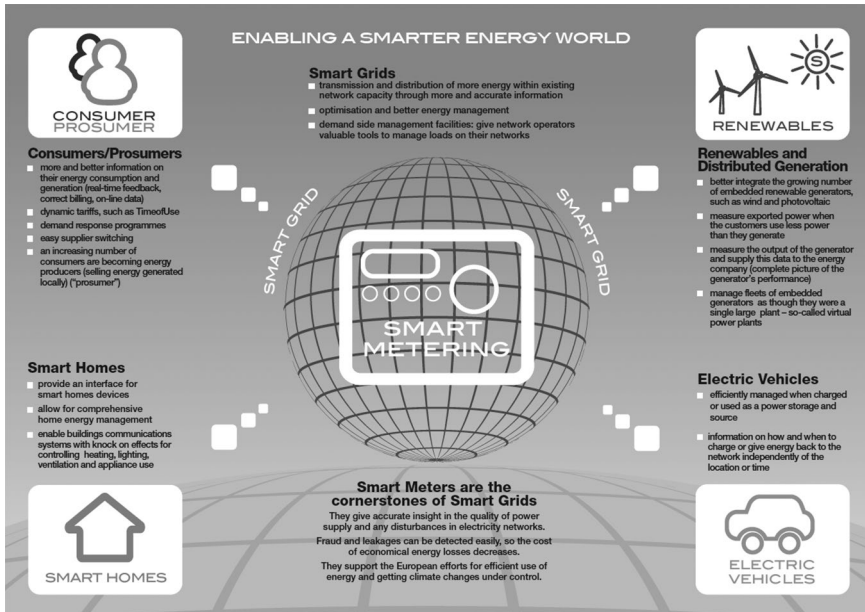 ENABLING A SMARTER ENERGY WORLD
CONSUMER
PROSUMER
Consumers/Prosumers
more and better information on
their energy consumption and
generation (real-time feedback,
correct billing, on-line data)
dynamic tariffs, such as TimeofUse
demand response programmes
easy supplier switching
an increasing number of
consumers are becoming energy
producers (selling energy generated
locally) ("prosumer")
Smart Grids
transmission and distribution of more energy within existing
network capacity through more and accurate information
optimisation and better energy management
demand side management facilities: give network operators
valuable tools to manage loads on their networks
S
RENEWABLES
Renewables and
Distributed Generation
better integrate the growing number
of embedded renewable generators,
such as wind and photovoltaic
measure exported power when
the customers use less power
than they generate
measure the output of the generator
and supply this data to the energy
company (complete picture of the
generator's performance)
manage fleets of embedded
generators as though they were a
single large plant – so-called virtual
power plants
SMART GRID
SMART GRID
SMART
METERING
Smart Homes
provide an interface for
smart homes devices
allow for comprehensive
home energy management
enable buildings communications
systems with knock on effects for
controlling heating, lighting,
ventilation and appliance use
SMART HOMES
Smart Meters are the
cornerstones of Smart Grids
They give accurate insight in the quality of power
supply and any disturbances in electricity networks.
Fraud and leakages can be detected easily, so the cost
of economical energy losses decreases.
They support the European efforts for efficient use of
energy and getting climate changes under control.
Electric Vehicles
efficiently managed when charged
or used as a power storage and
source
information on how and when to
charge or give energy back to the
network independently of the
location or time
ELECTRIC
VEHICLES